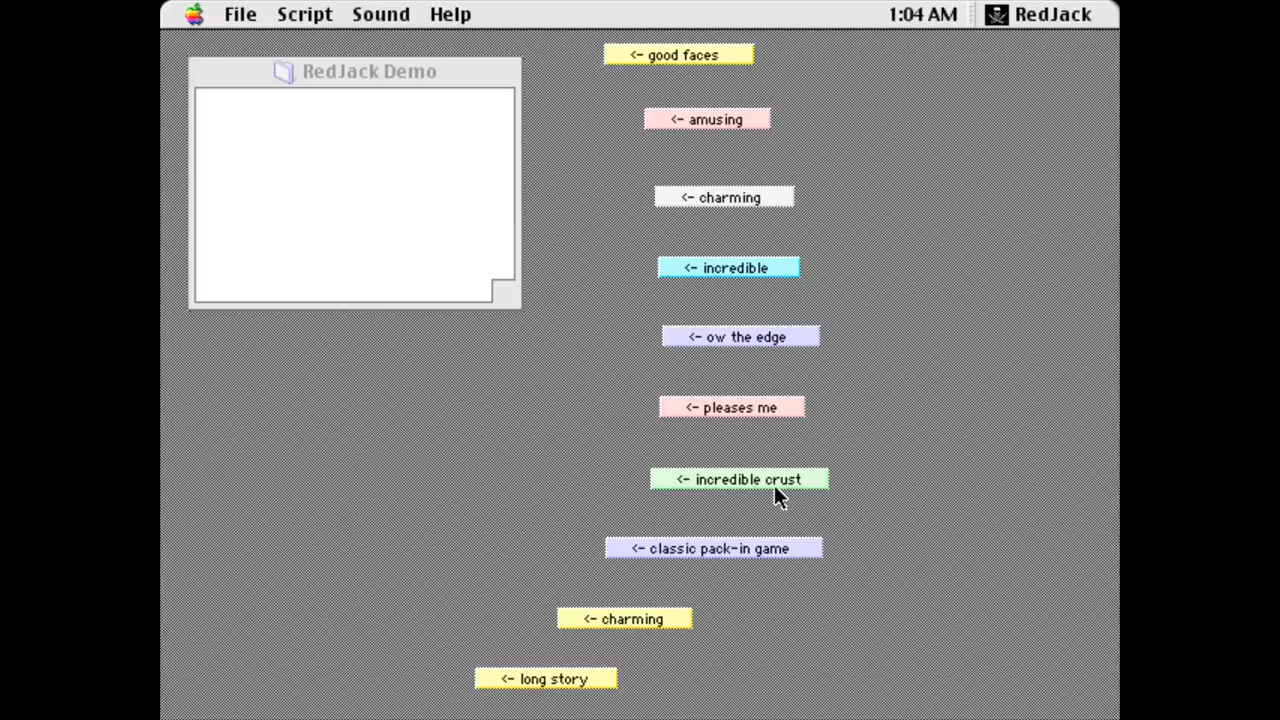 File Script Sound Help 1:04 AM RedJack
RedJack Demo
<- good faces
<- amusing
<- charming
<- incredible
<- ow the edge
<- pleases me
<- incredible crust
<- classic pack-in game
<- charming
<- long story